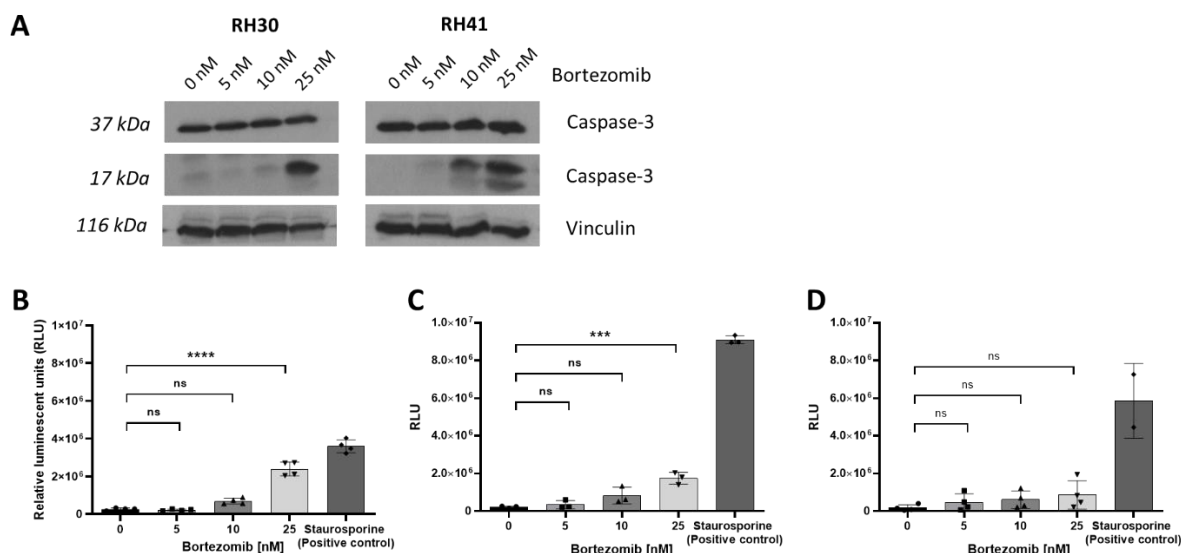 A
RH30 RH41
0 nM 5 nM 10 nM 25 nM 0 nM 5 nM 10 nM 25 nM Bortezomib
37 kDa Caspase-3
17 kDa Caspase-3
116 kDa Vinculin
B
Relative luminescent units (RLU)
1×10⁷
8×10⁶
6×10⁶
4×10⁶
2×10⁶
0
****
ns
ns
0 5 10 25 Staurosporine
Bortezomib [nM] (Positive control)
C
RLU
1.0×10⁷
8.0×10⁶
6.0×10⁶
4.0×10⁶
2.0×10⁶
0.0
***
ns
ns
0 5 10 25 Staurosporine
Bortezomib [nM] (Positive control)
D
RLU
1.0×10⁷
8.0×10⁶
6.0×10⁶
4.0×10⁶
2.0×10⁶
0.0
ns
ns
ns
0 5 10 25 Staurosporine
Bortezomib [nM] (Positive control)